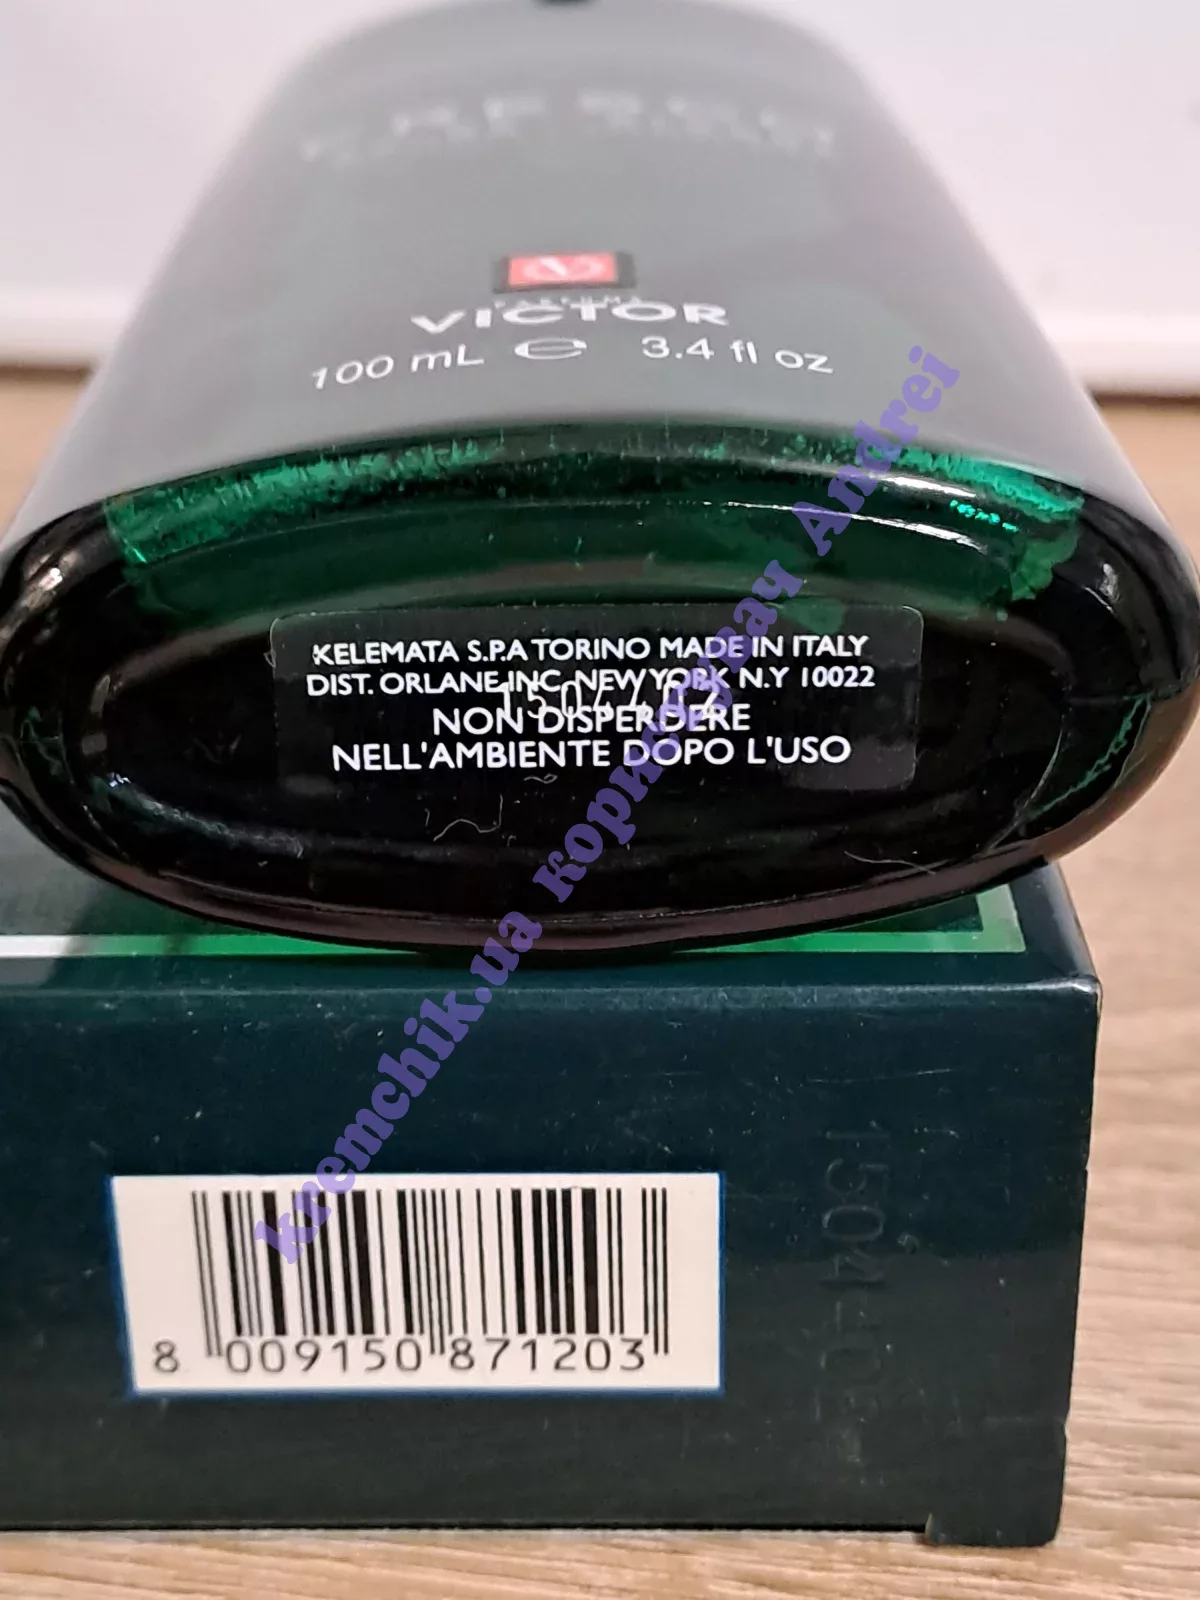 VICTOR
100 mL ℮ 3.4 fl oz
KELEMATA S.P.A TORINO MADE IN ITALY
DIST. ORLANE,INC, NEW YORK N.Y 10022
NON DISPERDERE
NELL'AMBIENTE DOPO L'USO
kremchik.ua користувач Andrei
8 009150 871203